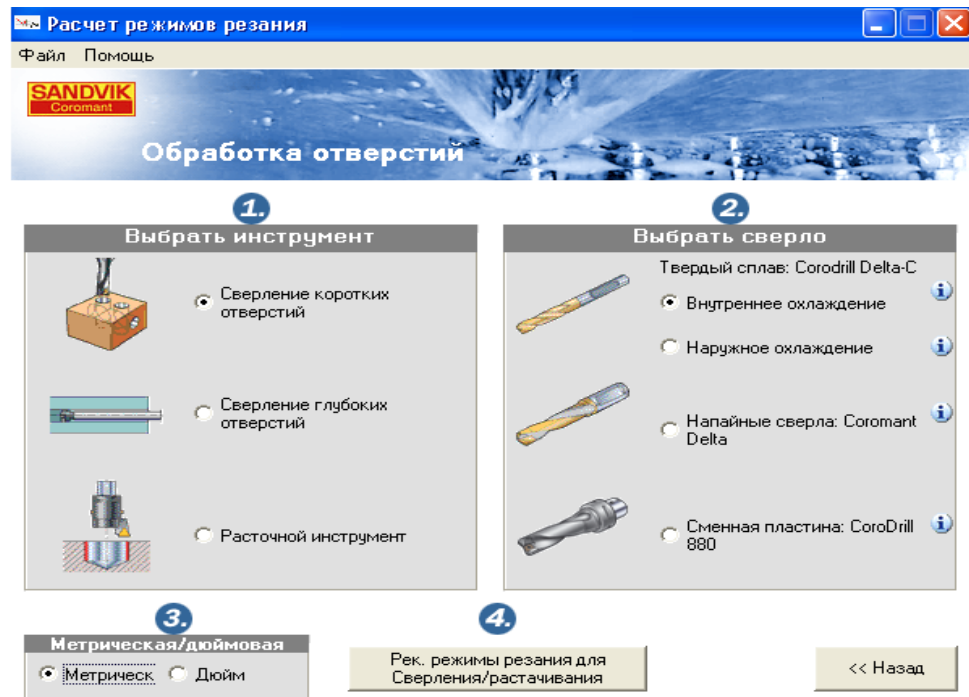 Расчет режимов резания
Файл Помощь
SANDVIK
Coromant
Обработка отверстий
1.
Выбрать инструмент
Сверление коротких
отверстий
Сверление глубоких
отверстий
Расточной инструмент
2.
Выбрать сверло
Твердый сплав: Corodrill Delta-C
Внутреннее охлаждение
Наружное охлаждение
Напайные сверла: Coromant
Delta
Сменная пластина: CoroDrill
880
3.
Метрическая/дюймовая
Метрическ Дюйм
4.
Рек. режимы резания для
Сверления/растачивания
<< Назад